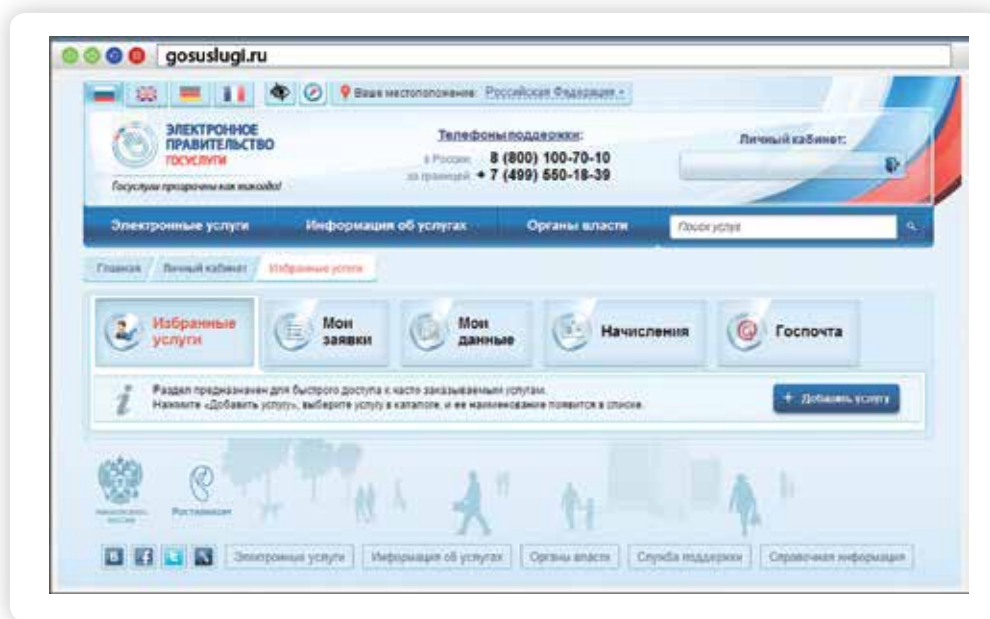 gosuslugi.ru
Ваше местоположение: Российская Федерация
ЭЛЕКТРОННОЕ
ПРАВИТЕЛЬСТВО
ГОСУСЛУГИ
Госуслуги прозрачны как никогда!
Телефоны поддержки:
в России: 8 (800) 100-70-10
за границей: + 7 (499) 550-18-39
Личный кабинет:
Электронные услуги
Информация об услугах
Органы власти
Поиск услуг
Главная
Личный кабинет
Избранные услуги
Избранные
услуги
Мои
заявки
Мои
данные
Начисления
Госпочта
Раздел предназначен для быстрого доступа к часто заказываемым услугам.
Нажмите «Добавить услугу», выберите услугу в каталоге, и ее наименование появится в списке.
+ Добавить услугу
Ростелеком
Электронные услуги
Информация об услугах
Органы власти
Служба поддержки
Справочная информация